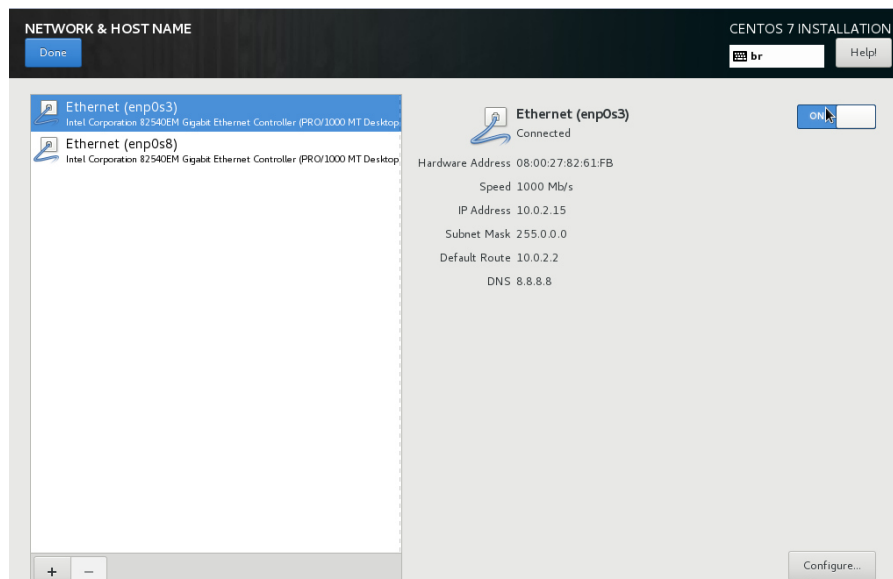 NETWORK & HOST NAME
CENTOS 7 INSTALLATION
Done
br
Help!
Ethernet (enp0s3)
Intel Corporation 82540EM Gigabit Ethernet Controller (PRO/1000 MT Desktop
Ethernet (enp0s8)
Intel Corporation 82540EM Gigabit Ethernet Controller (PRO/1000 MT Desktop
Ethernet (enp0s3)
Connected
ON
Hardware Address 08:00:27:82:61:FB
Speed 1000 Mb/s
IP Address 10.0.2.15
Subnet Mask 255.0.0.0
Default Route 10.0.2.2
DNS 8.8.8.8
+ −
Configure...